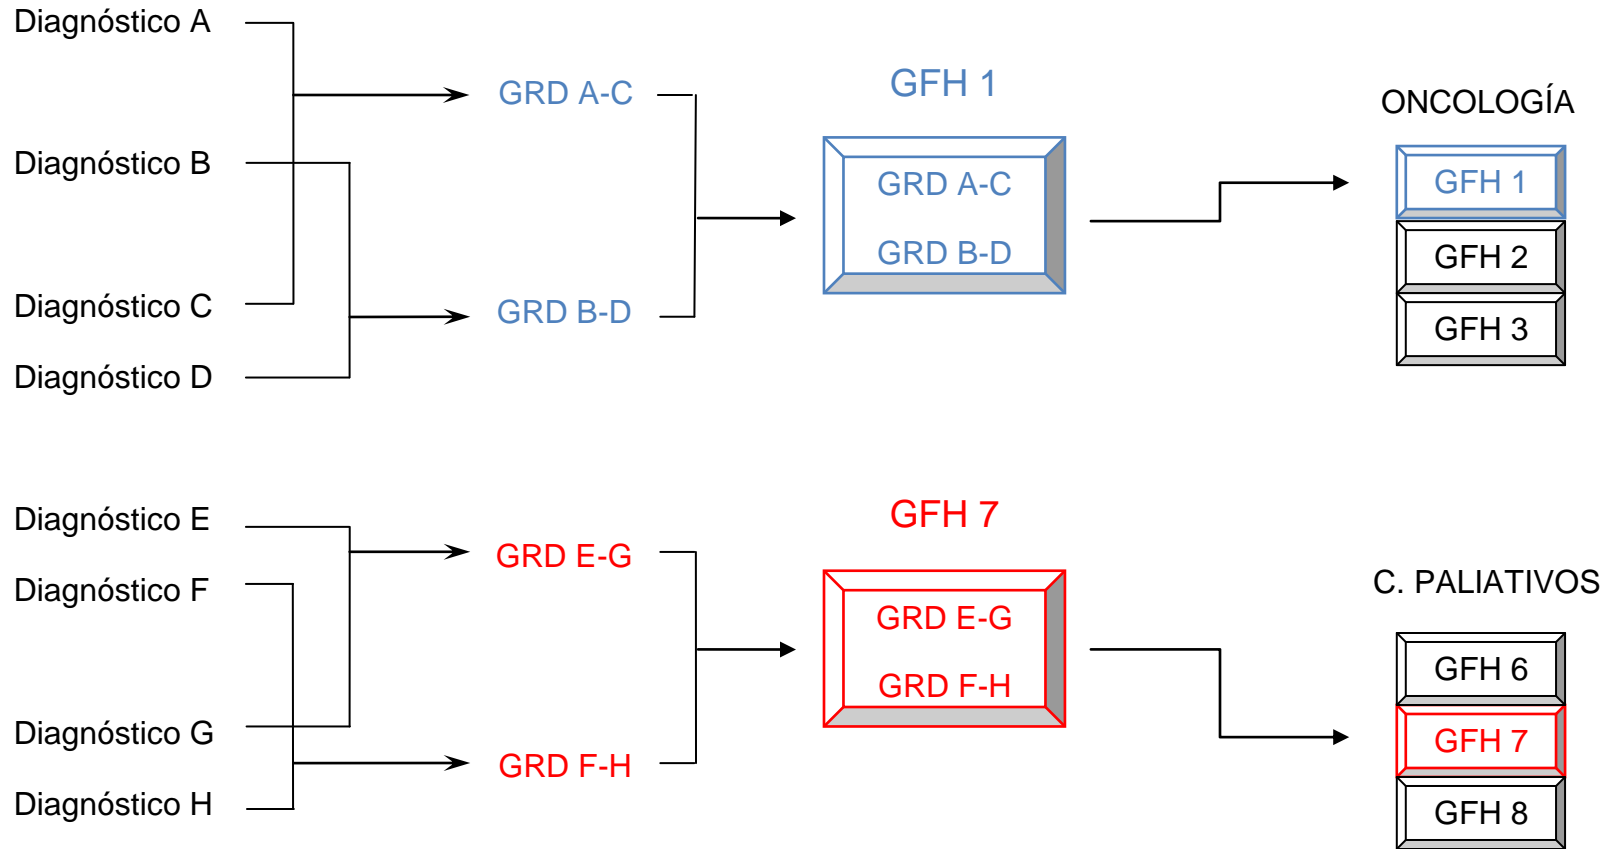 Diagnóstico A
Diagnóstico B
Diagnóstico C
Diagnóstico D
GRD A-C
GRD B-D
GFH 1
GRD A-C
GRD B-D
ONCOLOGÍA
GFH 1
GFH 2
GFH 3
Diagnóstico E
Diagnóstico F
Diagnóstico G
Diagnóstico H
GRD E-G
GRD F-H
GFH 7
GRD E-G
GRD F-H
C. PALIATIVOS
GFH 6
GFH 7
GFH 8